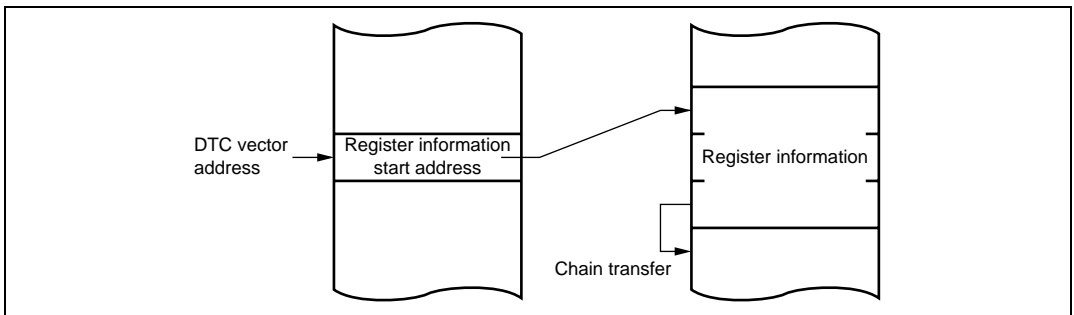 DTC vector
address
Register information
start address
Register information
Chain transfer